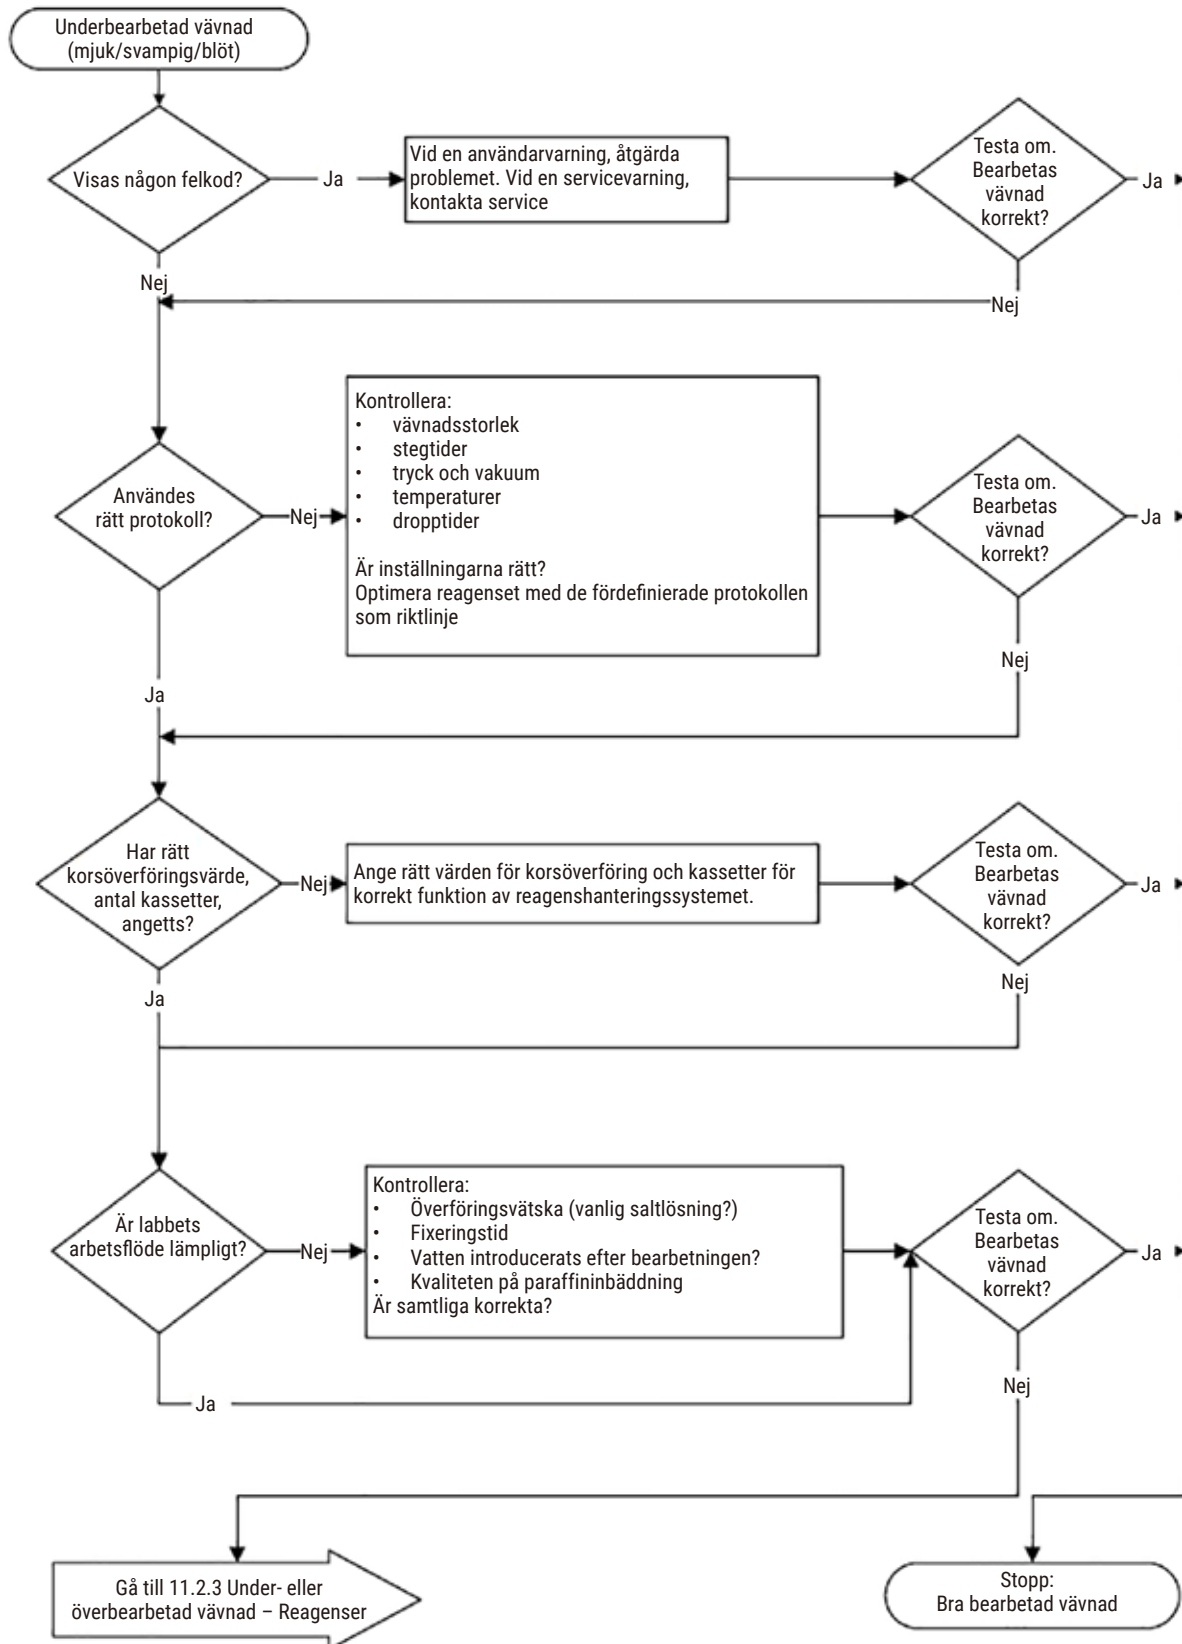 Underbearbetad vävnad
(mjuk/svampig/blöt)
Visas någon felkod?
Ja
Vid en användarvarning, åtgärda
problemet. Vid en servicevarning,
kontakta service
Testa om.
Bearbetas
vävnad
korrekt?
Ja
Nej
Nej
Användes
rätt protokoll?
Nej
Kontrollera:
• vävnadsstorlek
• stegtider
• tryck och vakuum
• temperaturer
• dropptider
Är inställningarna rätt?
Optimera reagenset med de fördefinierade protokollen
som riktlinje
Testa om.
Bearbetas
vävnad
korrekt?
Ja
Nej
Ja
Har rätt
korsöverföringsvärde,
antal kassetter,
angetts?
Nej
Ange rätt värden för korsöverföring och kassetter för
korrekt funktion av reagenshanteringssystemet.
Testa om.
Bearbetas
vävnad
korrekt?
Ja
Nej
Ja
Är labbets
arbetsflöde lämpligt?
Nej
Kontrollera:
• Överföringsvätska (vanlig saltlösning?)
• Fixeringstid
• Vatten introducerats efter bearbetningen?
• Kvaliteten på paraffininbäddning
Är samtliga korrekta?
Testa om.
Bearbetas
vävnad
korrekt?
Ja
Nej
Ja
Gå till 11.2.3 Under- eller
överbearbetad vävnad – Reagenser
Stopp:
Bra bearbetad vävnad